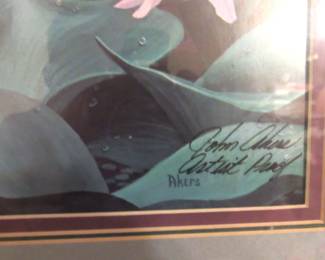 John Akers
Artist Proof
Akers